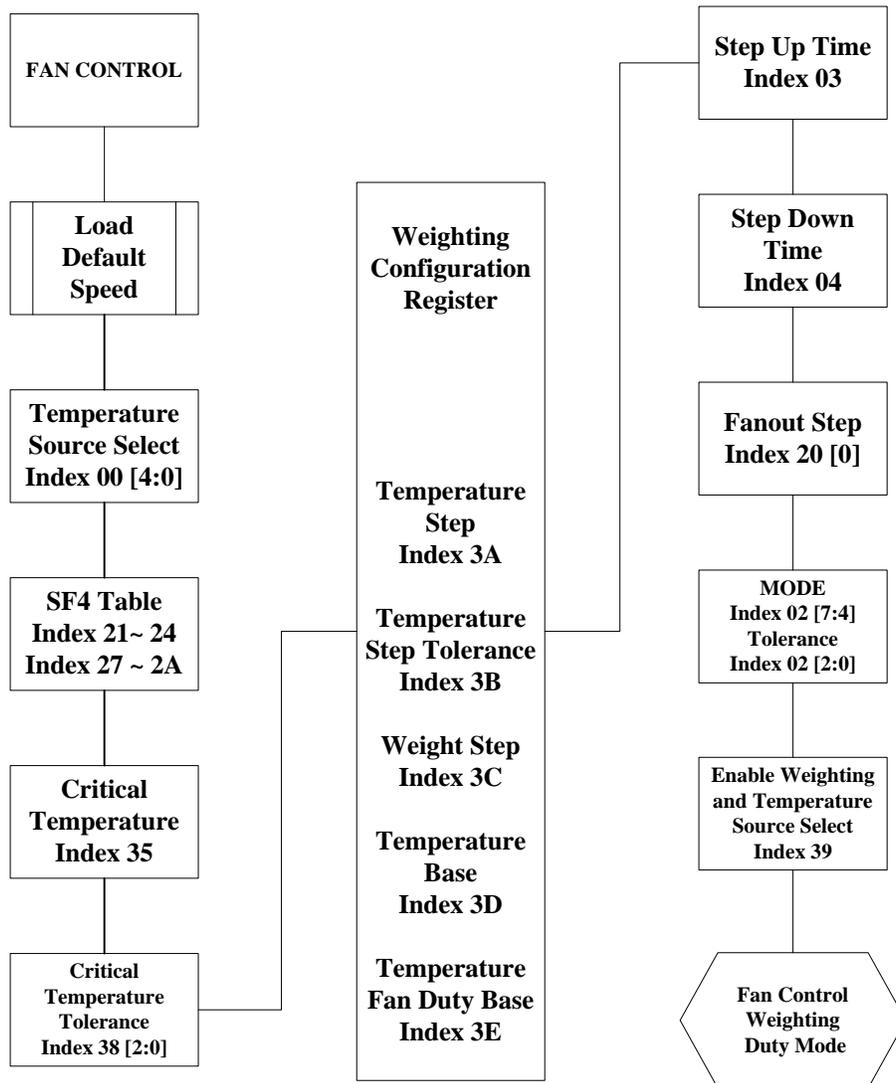 FAN CONTROL
Load
Default
Speed
Temperature
Source Select
Index 00 [4:0]
SF4 Table
Index 21~ 24
Index 27 ~ 2A
Critical
Temperature
Index 35
Critical
Temperature
Tolerance
Index 38 [2:0]
Weighting
Configuration
Register
Temperature
Step
Index 3A
Temperature
Step Tolerance
Index 3B
Weight Step
Index 3C
Temperature
Base
Index 3D
Temperature
Fan Duty Base
Index 3E
Step Up Time
Index 03
Step Down
Time
Index 04
Fanout Step
Index 20 [0]
MODE
Index 02 [7:4]
Tolerance
Index 02 [2:0]
Enable Weighting
and Temperature
Source Select
Index 39
Fan Control
Weighting
Duty Mode